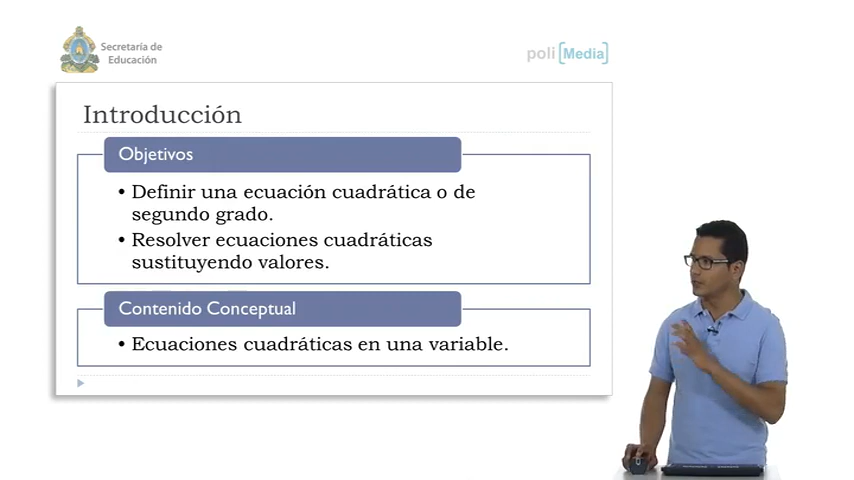 Secretaría de
Educación
poli [Media]
Introducción
Objetivos
• Definir una ecuación cuadrática o de
segundo grado.
• Resolver ecuaciones cuadráticas
sustituyendo valores.
Contenido Conceptual
• Ecuaciones cuadráticas en una variable.